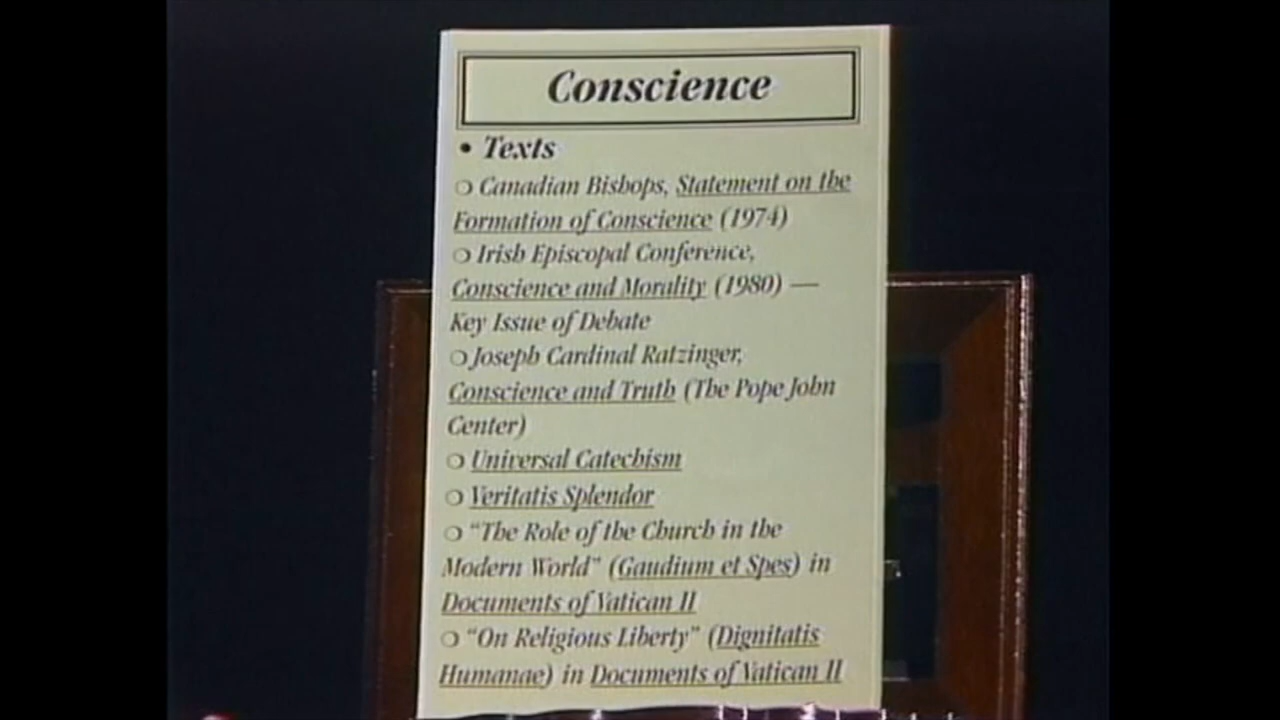 Conscience
• Texts
❍ Canadian Bishops, Statement on the
Formation of Conscience (1974)
❍ Irish Episcopal Conference,
Conscience and Morality (1980) —
Key Issue of Debate
❍ Joseph Cardinal Ratzinger,
Conscience and Truth (The Pope John
Center)
❍ Universal Catechism
❍ Veritatis Splendor
❍ “The Role of the Church in the
Modern World” (Gaudium et Spes) in
Documents of Vatican II
❍ “On Religious Liberty” (Dignitatis
Humanae) in Documents of Vatican II